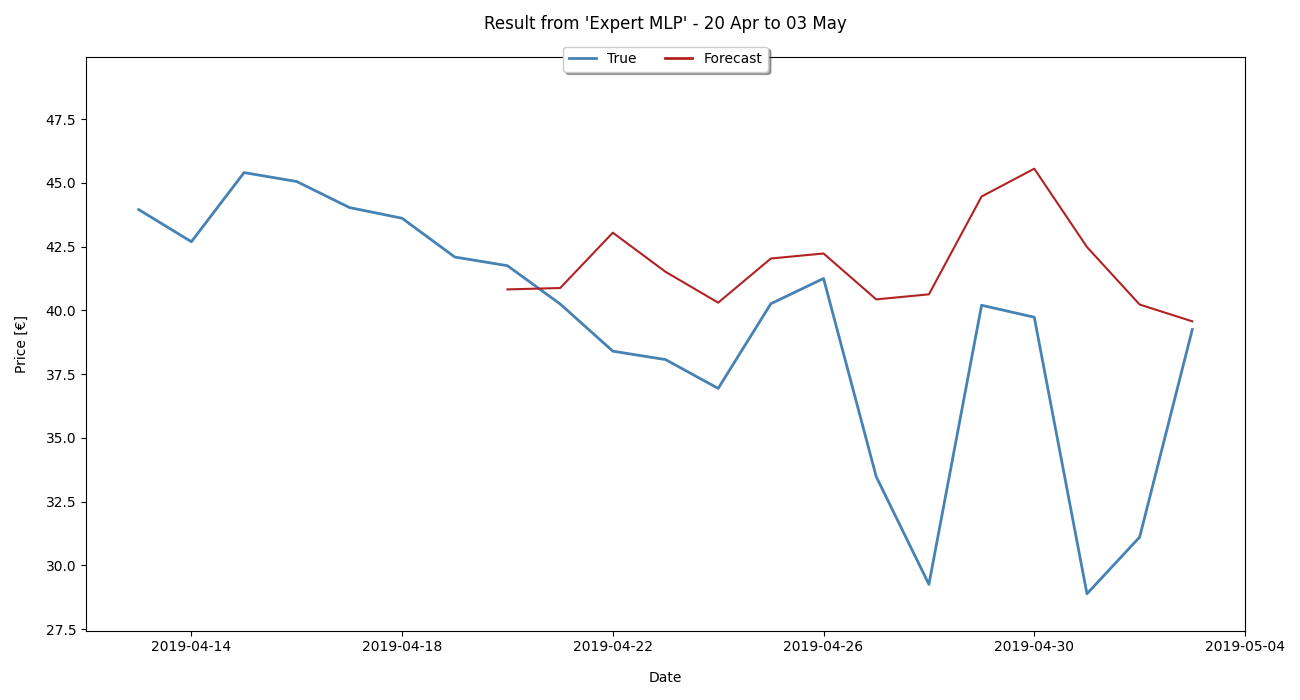 Result from 'Expert MLP' - 20 Apr to 03 May
True Forecast
47.5
45.0
42.5
40.0
37.5
35.0
32.5
30.0
27.5
Price [€]
2019-04-14 2019-04-18 2019-04-22 2019-04-26 2019-04-30 2019-05-04
Date